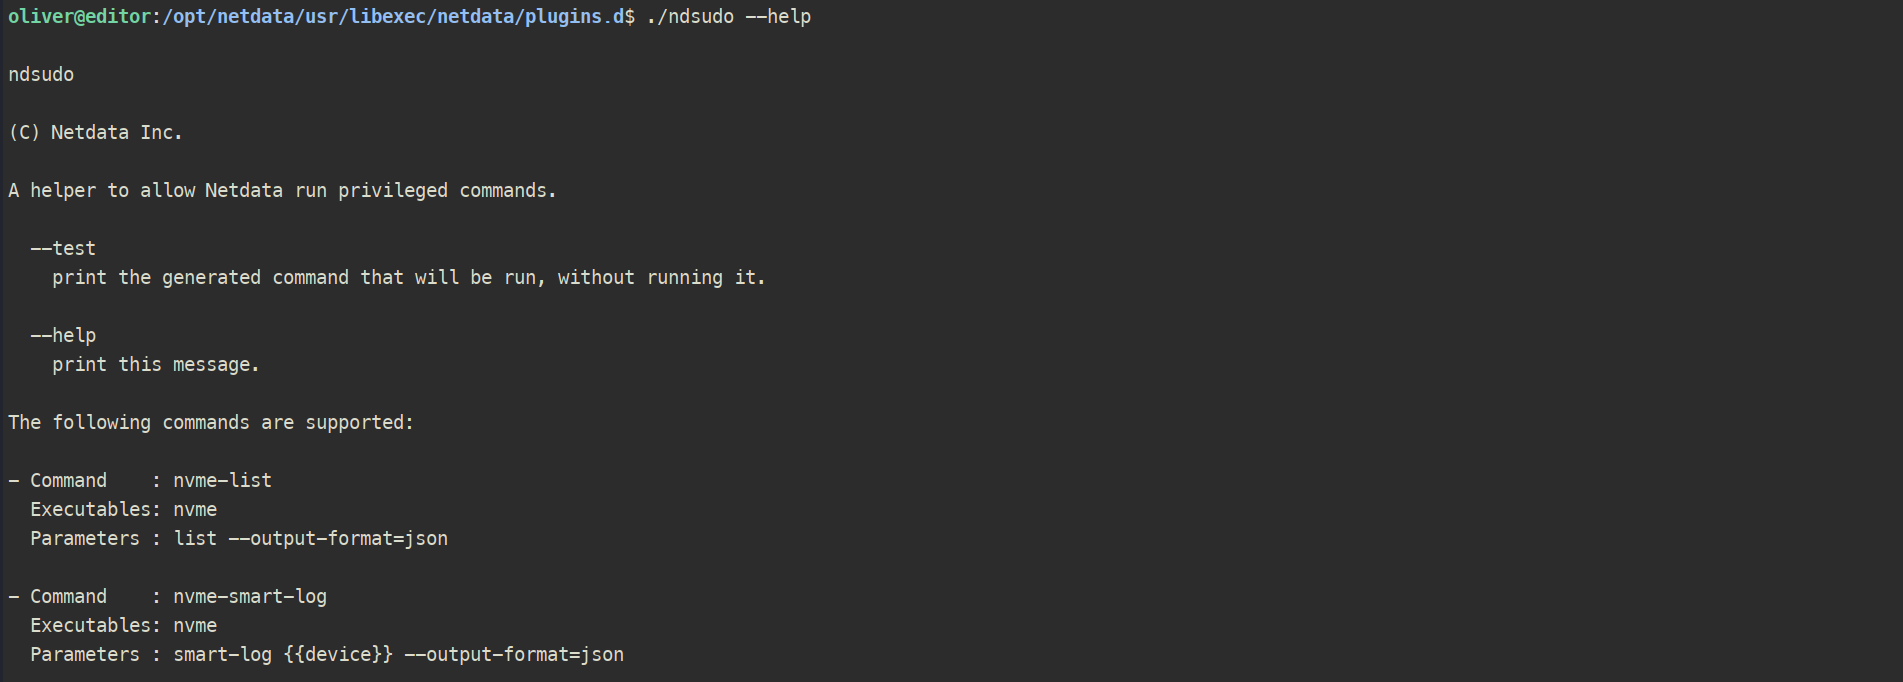 oliver@editor:/opt/netdata/usr/libexec/netdata/plugins.d$ ./ndsudo --help
ndsudo
(C) Netdata Inc.
A helper to allow Netdata run privileged commands.
--test
print the generated command that will be run, without running it.
--help
print this message.
The following commands are supported:
- Command    : nvme-list
Executables: nvme
Parameters : list --output-format=json
- Command    : nvme-smart-log
Executables: nvme
Parameters : smart-log {{device}} --output-format=json